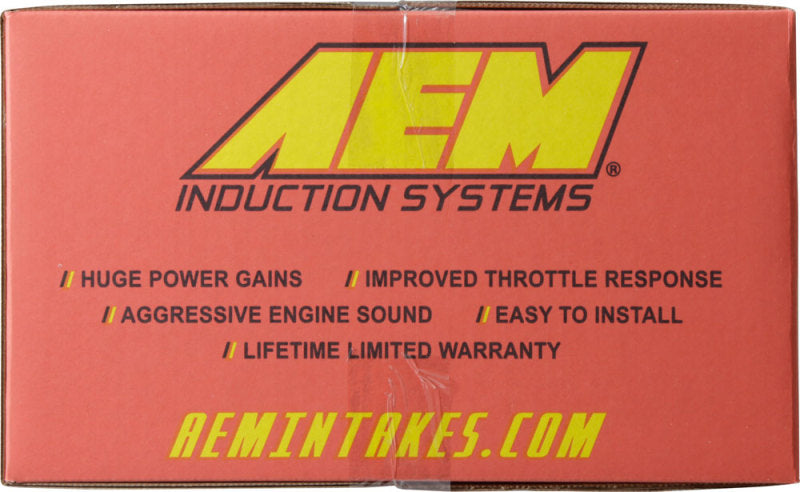 AEM®
INDUCTION SYSTEMS
// HUGE POWER GAINS // IMPROVED THROTTLE RESPONSE
// AGGRESSIVE ENGINE SOUND // EASY TO INSTALL
// LIFETIME LIMITED WARRANTY
AEMINTAKES.COM